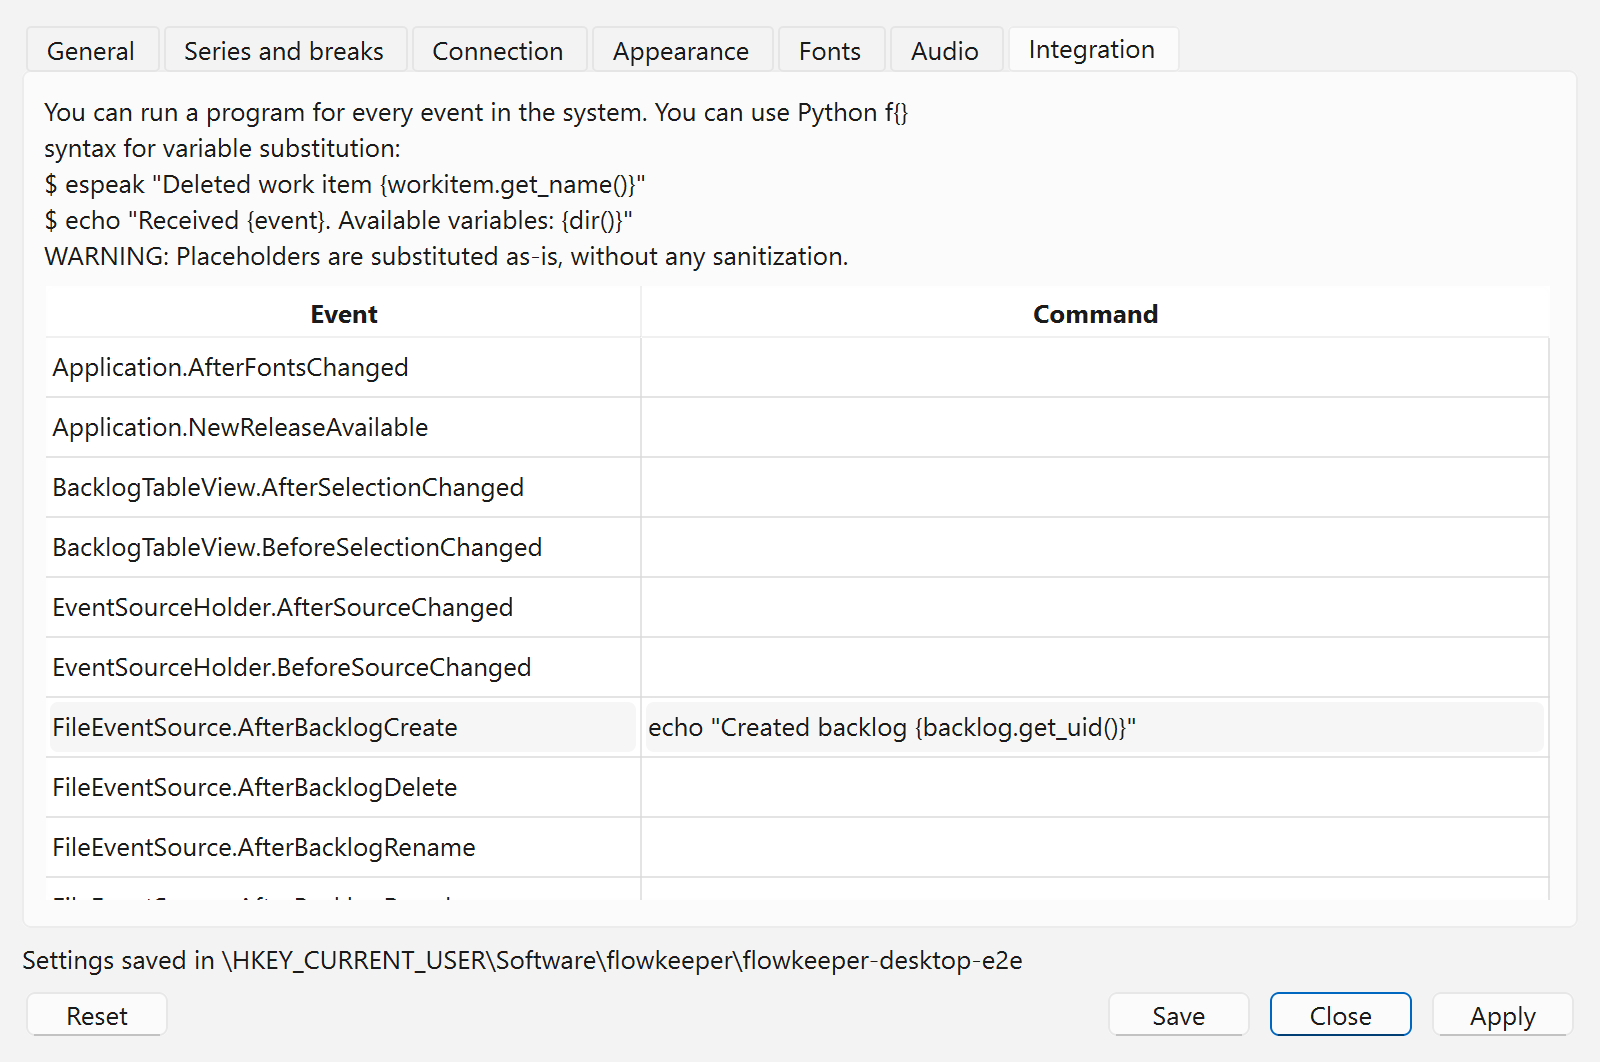 General Series and breaks Connection Appearance Fonts Audio Integration
You can run a program for every event in the system. You can use Python f{}
syntax for variable substitution:
$ espeak "Deleted work item {workitem.get_name()}"
$ echo "Received {event}. Available variables: {dir()}"
WARNING: Placeholders are substituted as-is, without any sanitization.
Event Command
Application.AfterFontsChanged
Application.NewReleaseAvailable
BacklogTableView.AfterSelectionChanged
BacklogTableView.BeforeSelectionChanged
EventSourceHolder.AfterSourceChanged
EventSourceHolder.BeforeSourceChanged
FileEventSource.AfterBacklogCreate echo "Created backlog {backlog.get_uid()}"
FileEventSource.AfterBacklogDelete
FileEventSource.AfterBacklogRename
Settings saved in \HKEY_CURRENT_USER\Software\flowkeeper\flowkeeper-desktop-e2e
Reset Save Close Apply